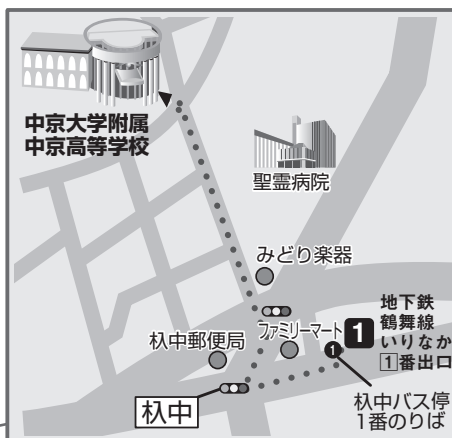 中京大学附属
中京高等学校
聖霊病院
みどり楽器
杁中郵便局
ファミリーマート
1
地下鉄
鶴舞線
いりなか
1番出口
1
杁中
杁中バス停
1番のりば